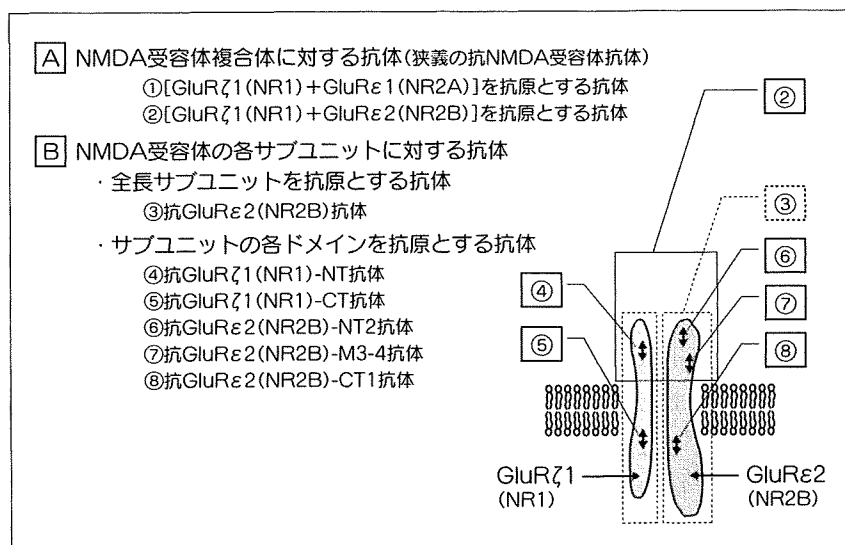 A NMDA受容体複合体に対する抗体(狭義の抗NMDA受容体抗体)
①[GluRζ1(NR1)+GluRε1(NR2A)]を抗原とする抗体
②[GluRζ1(NR1)+GluRε2(NR2B)]を抗原とする抗体
B NMDA受容体の各サブユニットに対する抗体
・全長サブユニットを抗原とする抗体
③抗GluRε2(NR2B)抗体
・サブユニットの各ドメインを抗原とする抗体
④抗GluRζ1(NR1)-NT抗体
⑤抗GluRζ1(NR1)-CT抗体
⑥抗GluRε2(NR2B)-NT2抗体
⑦抗GluRε2(NR2B)-M3-4抗体
⑧抗GluRε2(NR2B)-CT1抗体
②
③
⑥
④
⑦
⑤
⑧
GluRζ1
(NR1)
GluRε2
(NR2B)